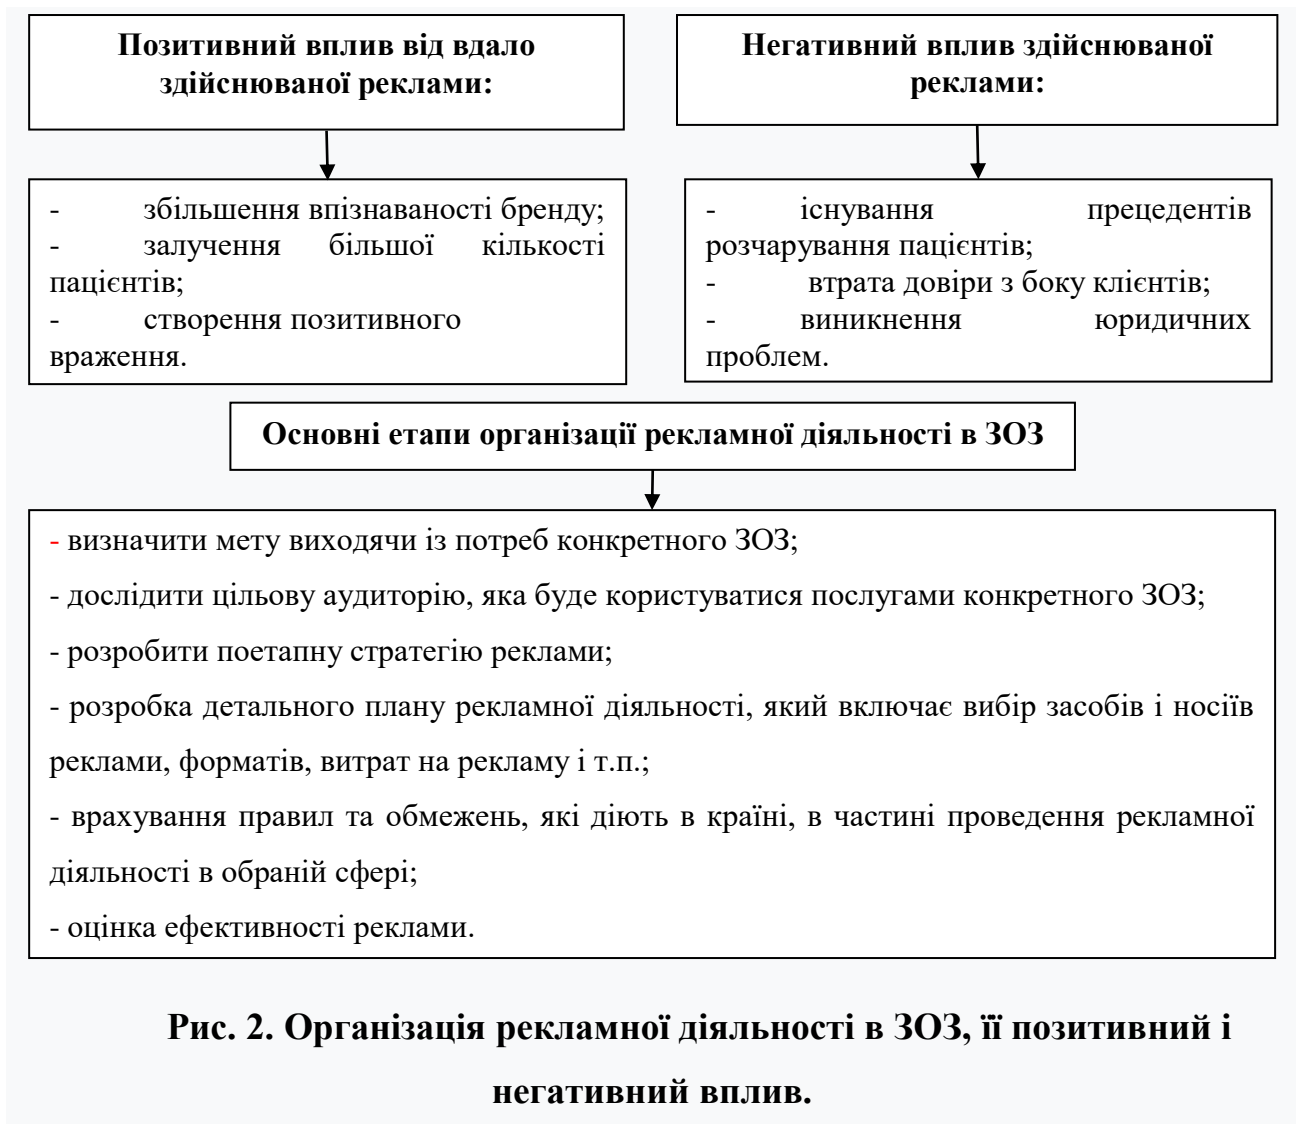 Позитивний вплив від вдало
здійснюваної реклами:
Негативний вплив здійснюваної
реклами:
- збільшення впізнаваності бренду;
- залучення більшої кількості
пацієнтів;
- створення позитивного
враження.
- існування прецедентів
розчарування пацієнтів;
- втрата довіри з боку клієнтів;
- виникнення юридичних
проблем.
Основні етапи організації рекламної діяльності в ЗОЗ
- визначити мету виходячи із потреб конкретного ЗОЗ;
- дослідити цільову аудиторію, яка буде користуватися послугами конкретного ЗОЗ;
- розробити поетапну стратегію реклами;
- розробка детального плану рекламної діяльності, який включає вибір засобів і носіїв
реклами, форматів, витрат на рекламу і т.п.;
- врахування правил та обмежень, які діють в країні, в частині проведення рекламної
діяльності в обраній сфері;
- оцінка ефективності реклами.
Рис. 2. Організація рекламної діяльності в ЗОЗ, її позитивний і
негативний вплив.